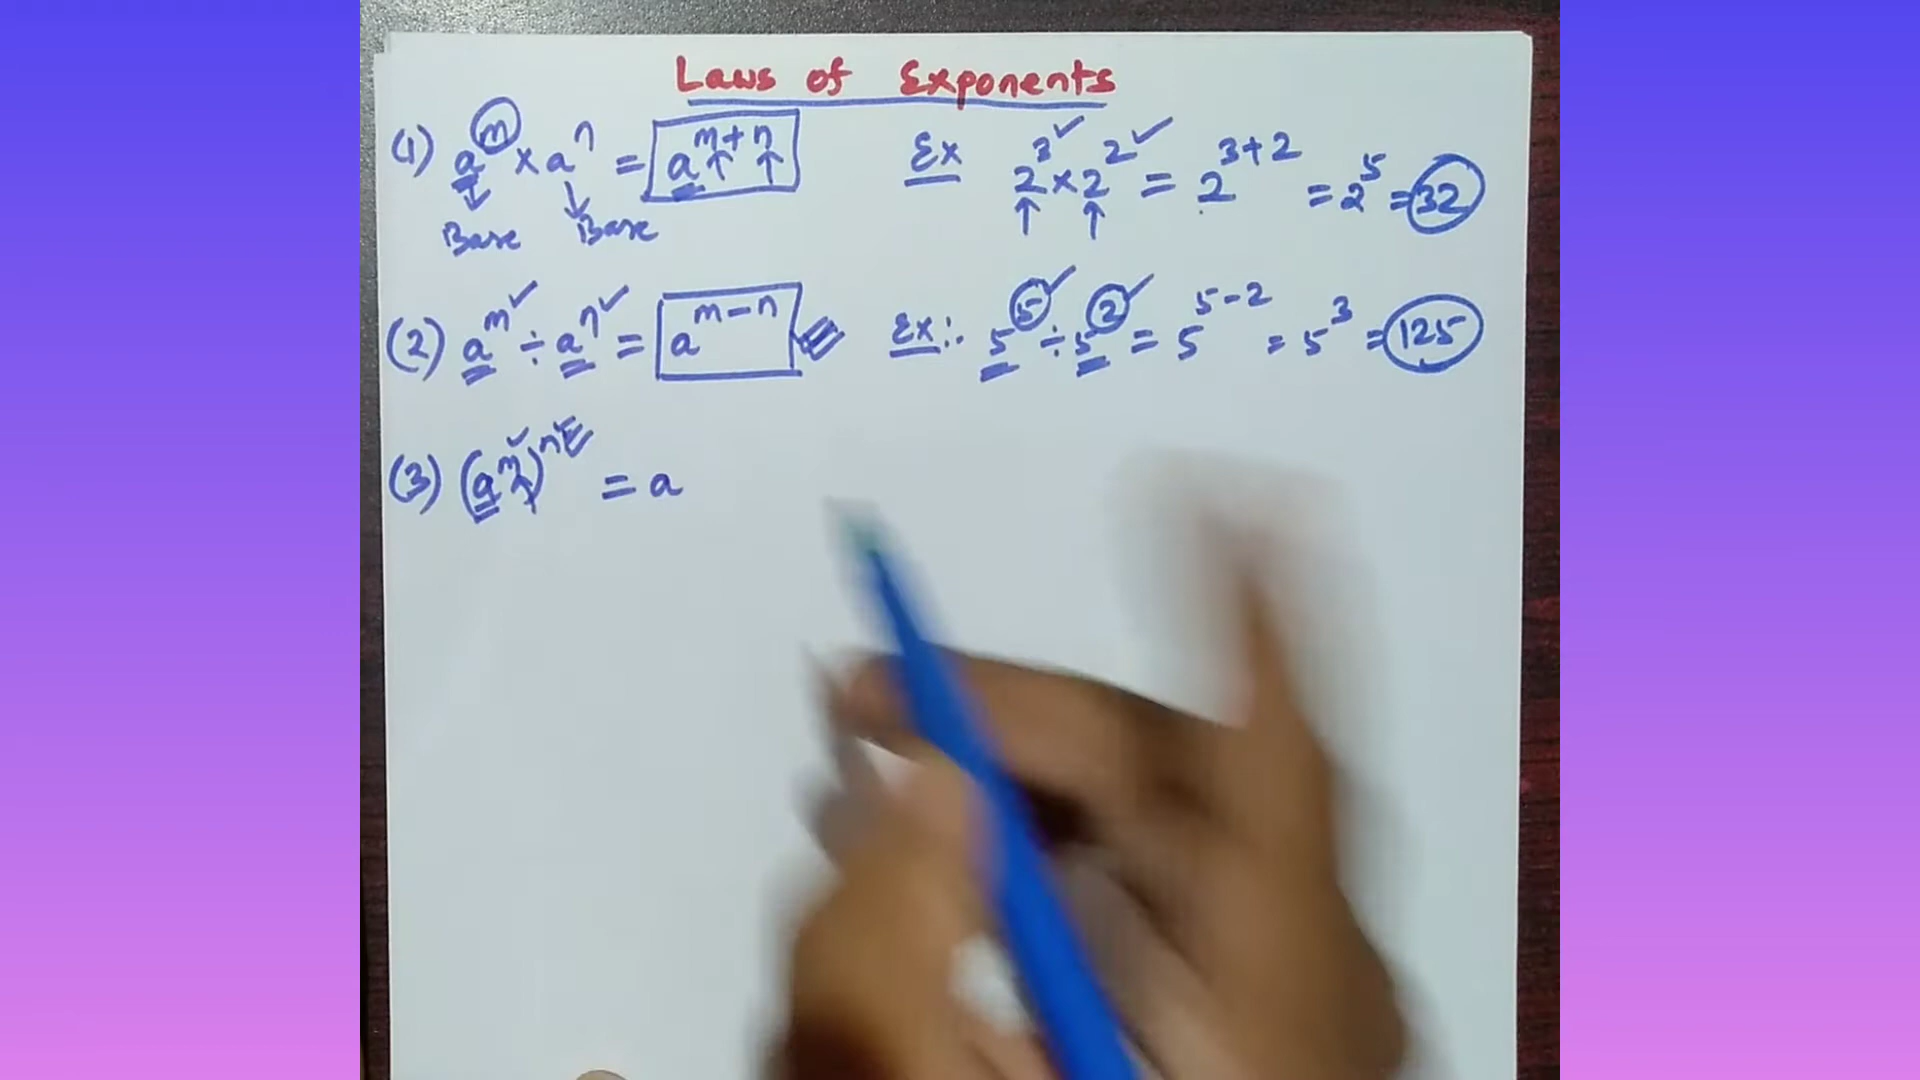 Laws of Exponents
(1) a^m × a^n = a^(m+n) Ex 2^3 × 2^2 = 2^(3+2) = 2^5 = 32
Base Base
(2) a^m ÷ a^n = a^(m-n) Ex:. 5^5 ÷ 5^2 = 5^(5-2) = 5^3 = 125
(3) (a^m)^n = a